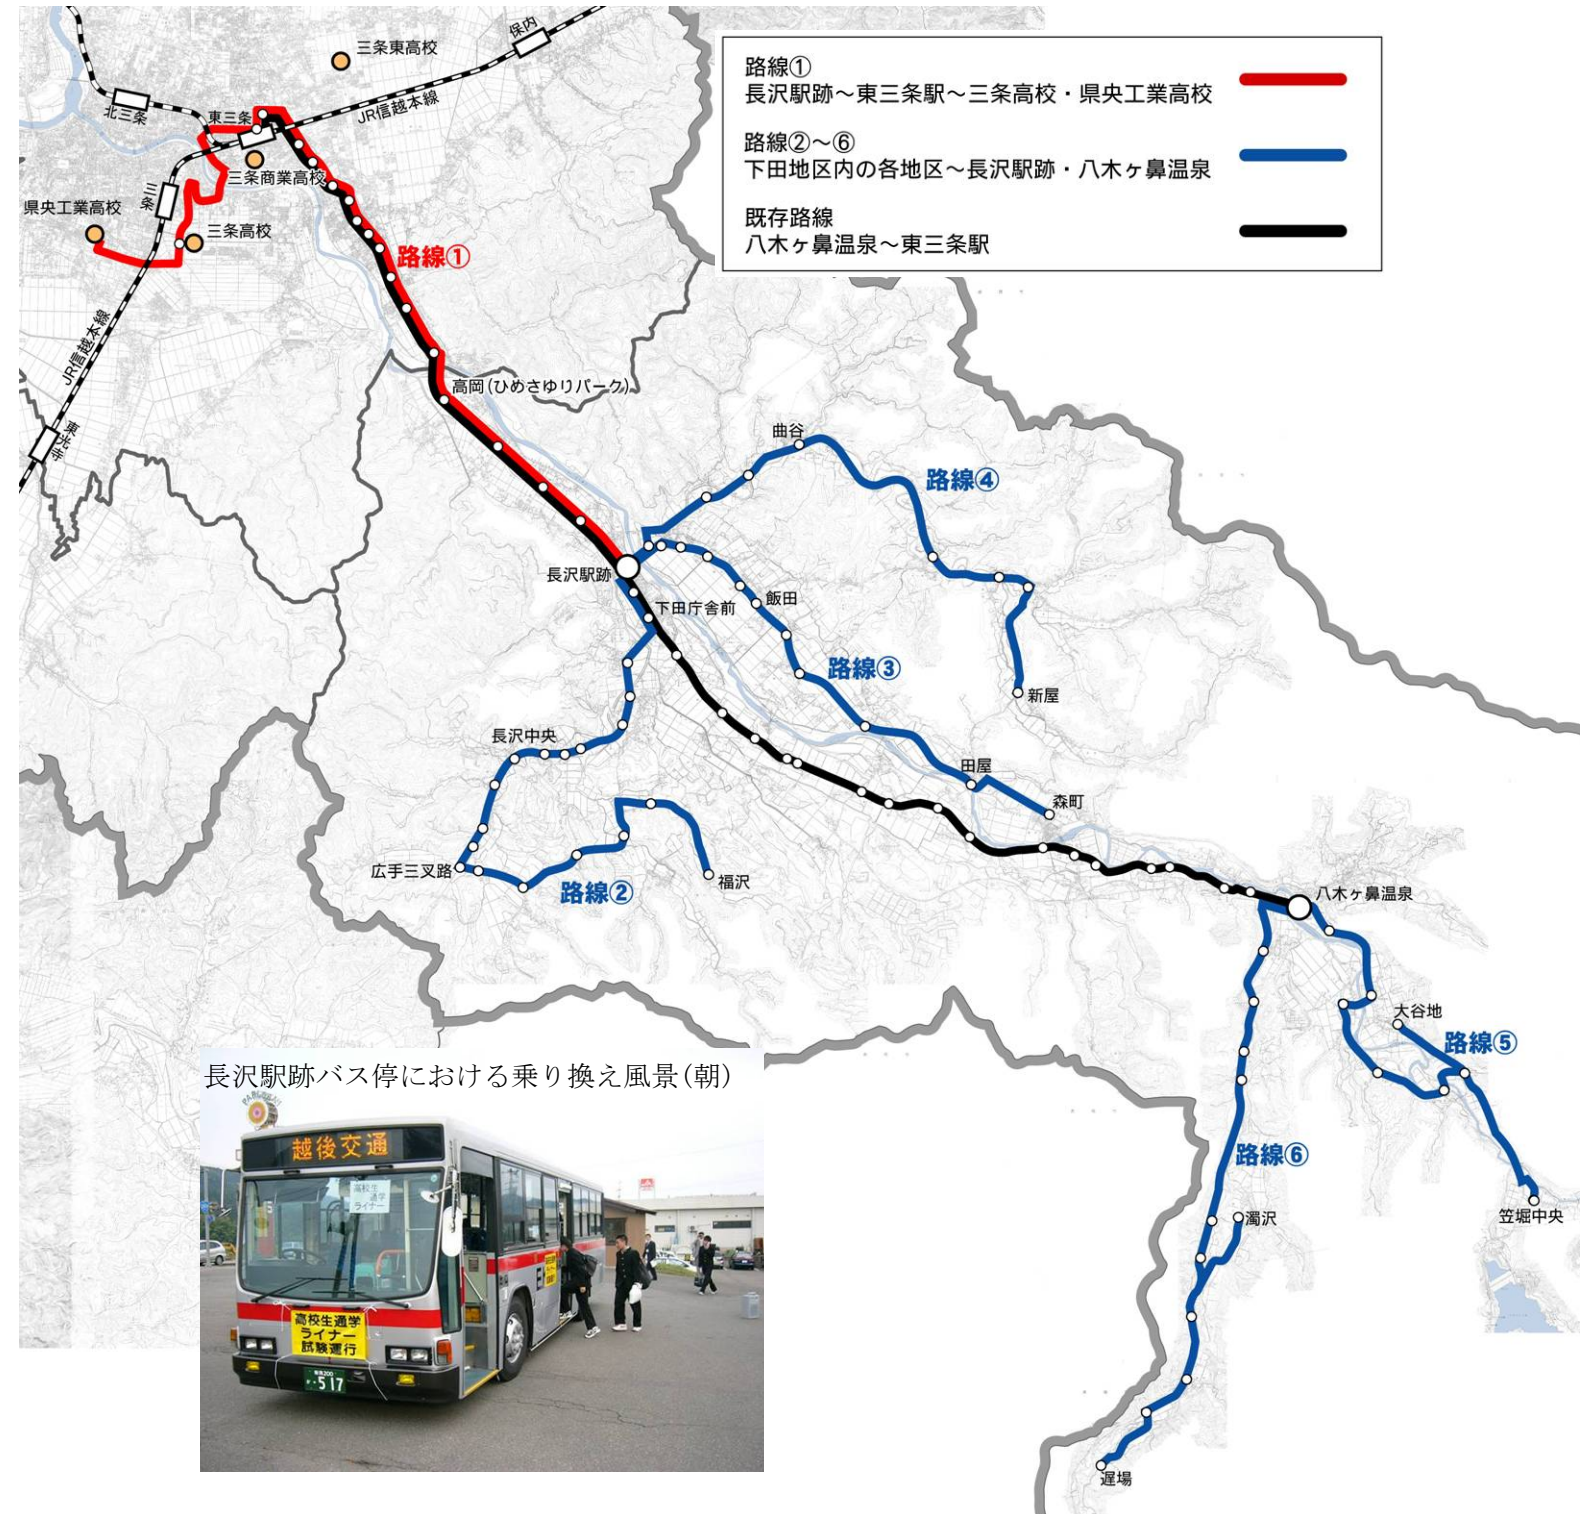 三条東高校
保内
北三条
東三条
JR信越本線
三条商業高校
三条
県央工業高校
三条高校
路線①
JR信越本線
東光寺
高岡(ひめさゆりパーク)
路線①
長沢駅跡～東三条駅～三条高校・県央工業高校
路線②～⑥
下田地区内の各地区～長沢駅跡・八木ヶ鼻温泉
既存路線
八木ヶ鼻温泉～東三条駅
曲谷
路線④
長沢駅跡
下田庁舎前
飯田
路線③
新屋
長沢中央
田屋
森町
広手三叉路
路線②
福沢
八木ヶ鼻温泉
大谷地
路線⑤
路線⑥
濁沢
笠堀中央
遅場
長沢駅跡バス停における乗り換え風景(朝)
越後交通
高校生
通学
ライナー
高校生通学
ライナー
試験運行
517